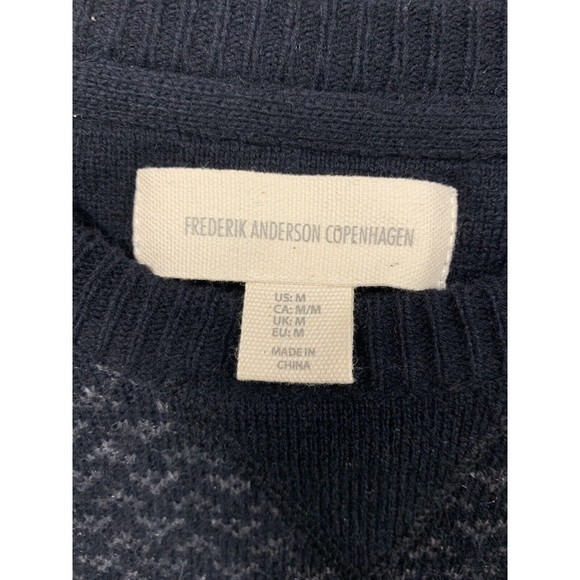 FREDERIK ANDERSON COPENHAGEN
US: M
CA: M/M
UK: M
EU: M
MADE IN
CHINA